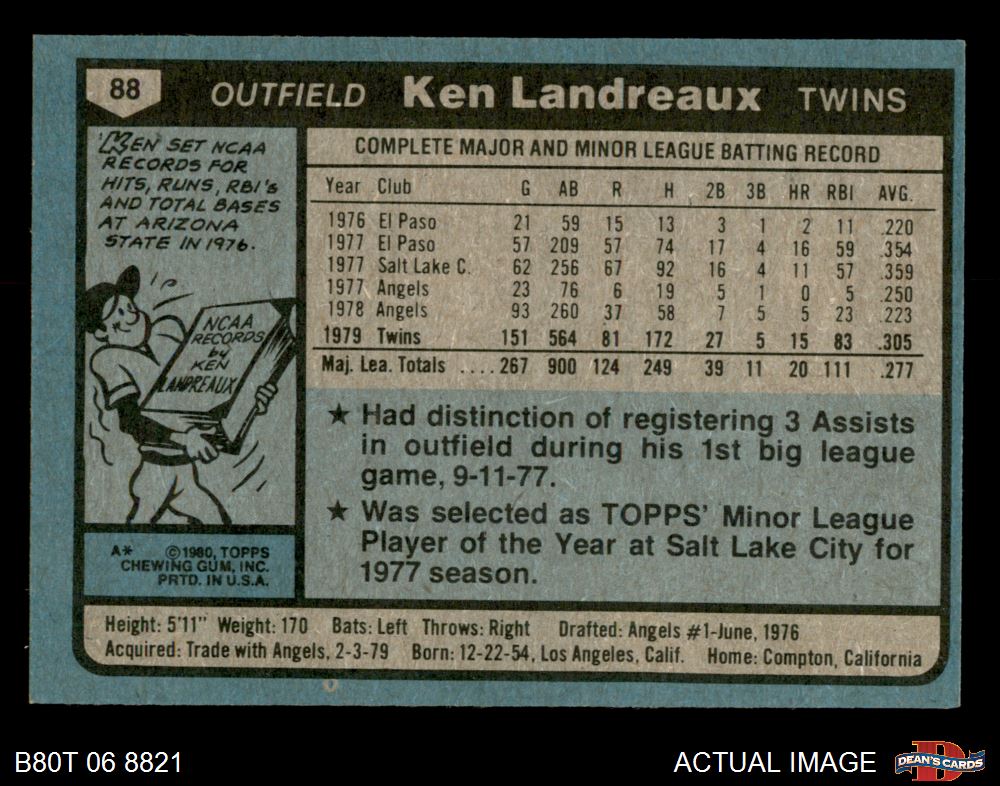 88 OUTFIELD Ken Landreaux TWINS
KEN SET NCAA
RECORDS FOR
HITS, RUNS, RBI's
AND TOTAL BASES
AT ARIZONA
STATE IN 1976.
NCAA
RECORDS
by
KEN
LANDREAUX
A* ©1980, TOPPS
CHEWING GUM, INC.
PRTD. IN U.S.A.
COMPLETE MAJOR AND MINOR LEAGUE BATTING RECORD
Year Club G AB R H 2B 3B HR RBI AVG.
1976 El Paso 21 59 15 13 3 1 2 11 .220
1977 El Paso 57 209 57 74 17 4 16 59 .354
1977 Salt Lake C. 62 256 67 92 16 4 11 57 .359
1977 Angels 23 76 6 19 5 1 0 5 .250
1978 Angels 93 260 37 58 7 5 5 23 .223
1979 Twins 151 564 81 172 27 5 15 83 .305
Maj. Lea. Totals ....267 900 124 249 39 11 20 111 .277
★ Had distinction of registering 3 Assists
in outfield during his 1st big league
game, 9-11-77.
★ Was selected as TOPPS' Minor League
Player of the Year at Salt Lake City for
1977 season.
Height: 5'11" Weight: 170 Bats: Left Throws: Right Drafted: Angels #1-June, 1976
Acquired: Trade with Angels, 2-3-79 Born: 12-22-54, Los Angeles, Calif. Home: Compton, California
B80T 06 8821 ACTUAL IMAGE
D
DEAN'S CARDS